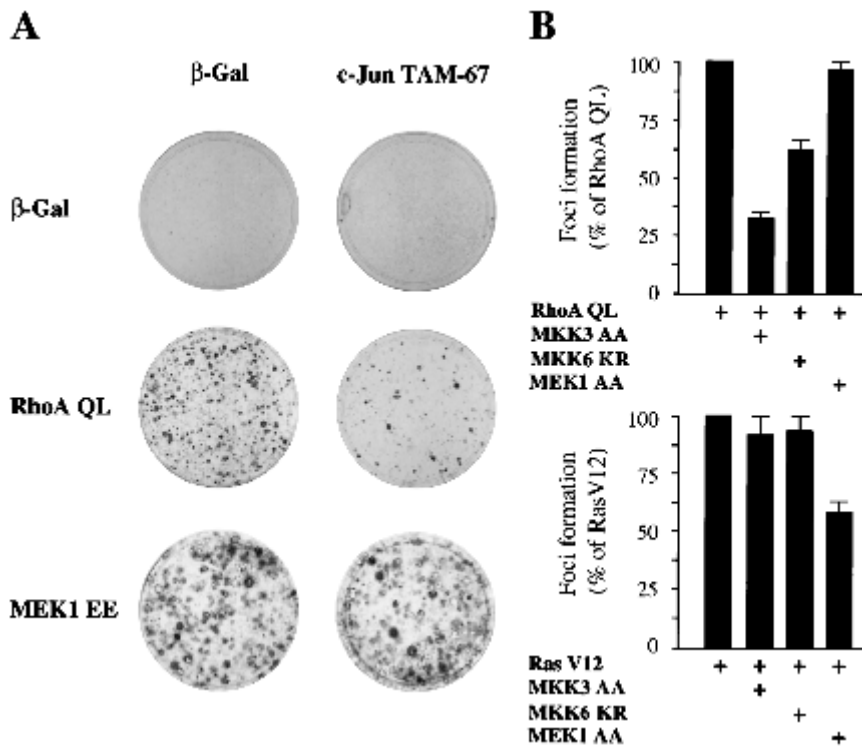 A
β-Gal c-Jun TAM-67
β-Gal
RhoA QL
MEK1 EE
B
Foci formation
(% of RhoA QL)
100
75
50
25
0
RhoA QL + + + +
MKK3 AA +
MKK6 KR +
MEK1 AA +
Foci formation
(% of RasV12)
100
75
50
25
0
Ras V12 + + + +
MKK3 AA +
MKK6 KR +
MEK1 AA +